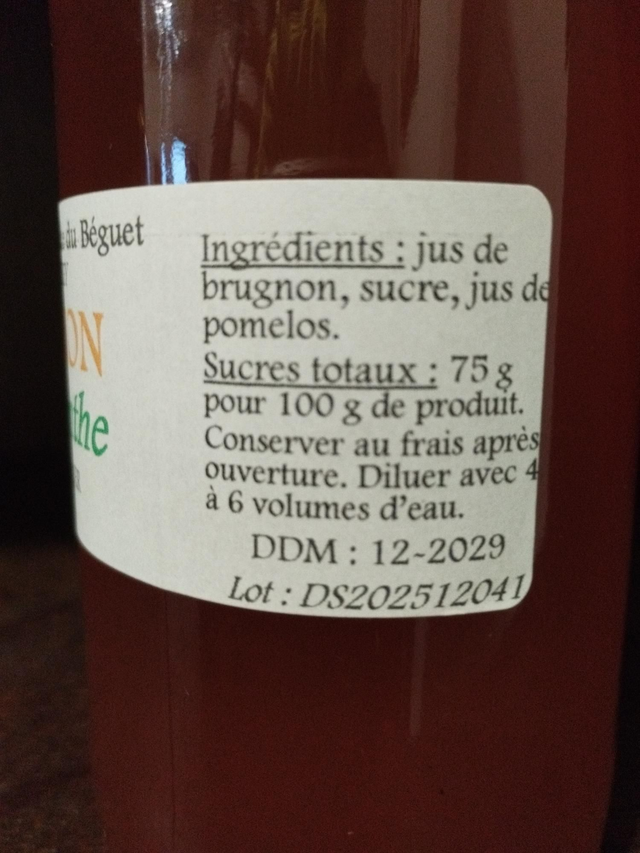 du Béguet
ON
the
Ingrédients : jus de
brugnon, sucre, jus de
pomelos.
Sucres totaux : 75 g
pour 100 g de produit.
Conserver au frais après
ouverture. Diluer avec 4
à 6 volumes d'eau.
DDM : 12-2029
Lot : DS202512041